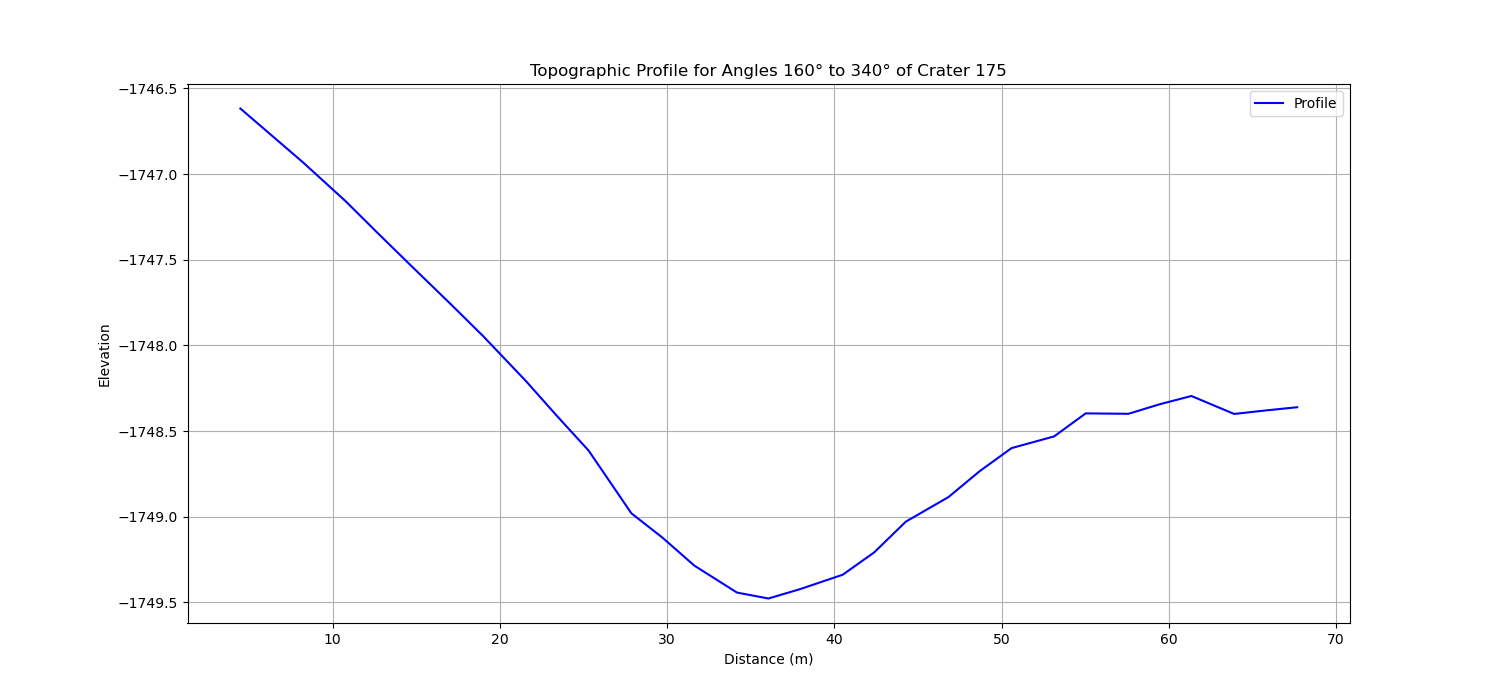 Topographic Profile for Angles 160° to 340° of Crater 175
Profile
Elevation
−1746.5
−1747.0
−1747.5
−1748.0
−1748.5
−1749.0
−1749.5
10 20 30 40 50 60 70
Distance (m)